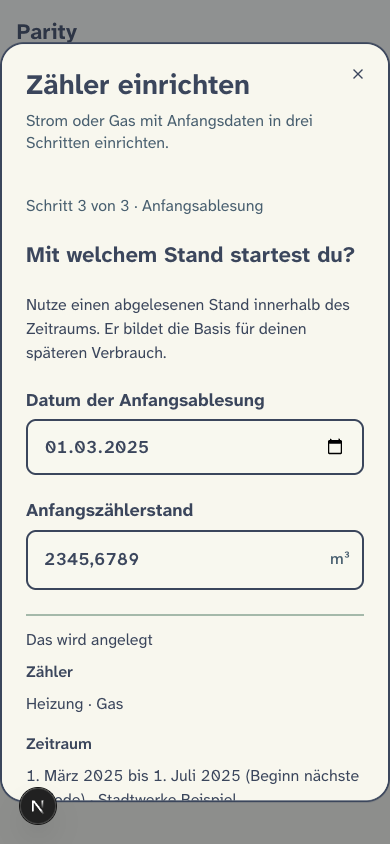 Parity
Zähler einrichten
×
Strom oder Gas mit Anfangsdaten in drei
Schritten einrichten.
Schritt 3 von 3 · Anfangsablesung
Mit welchem Stand startest du?
Nutze einen abgelesenen Stand innerhalb des
Zeitraums. Er bildet die Basis für deinen
späteren Verbrauch.
Datum der Anfangsablesung
01.03.2025
Anfangszählerstand
2345,6789 m³
Das wird angelegt
Zähler
Heizung · Gas
Zeitraum
1. März 2025 bis 1. Juli 2025 (Beginn nächste
· Stadtwerke Beispiel
N